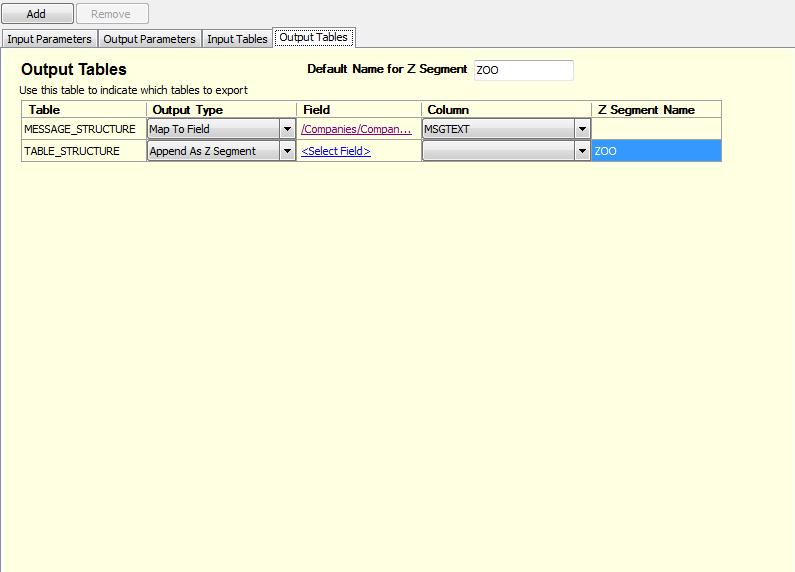 Add Remove
Input Parameters Output Parameters Input Tables Output Tables
Output Tables Default Name for Z Segment ZOO
Use this table to indicate which tables to export
Table Output Type Field Column Z Segment Name
MESSAGE_STRUCTURE Map To Field /Companies/Compan... MSGTEXT
TABLE_STRUCTURE Append As Z Segment <Select Field> ZOO